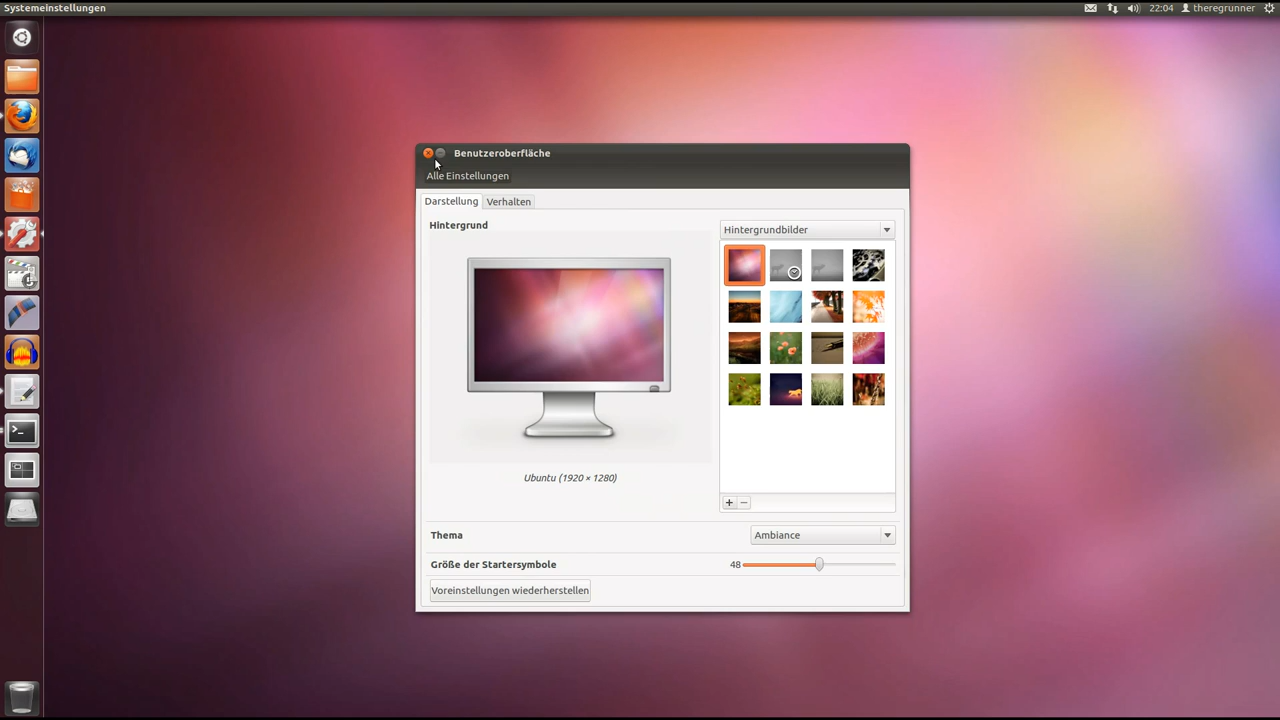 Systemeinstellungen
22:04 theregrunner
Benutzeroberfläche
Alle Einstellungen
Darstellung Verhalten
Hintergrund
Hintergrundbilder
Ubuntu (1920 × 1280)
Thema
Ambiance
Größe der Startersymbole
48
Voreinstellungen wiederherstellen